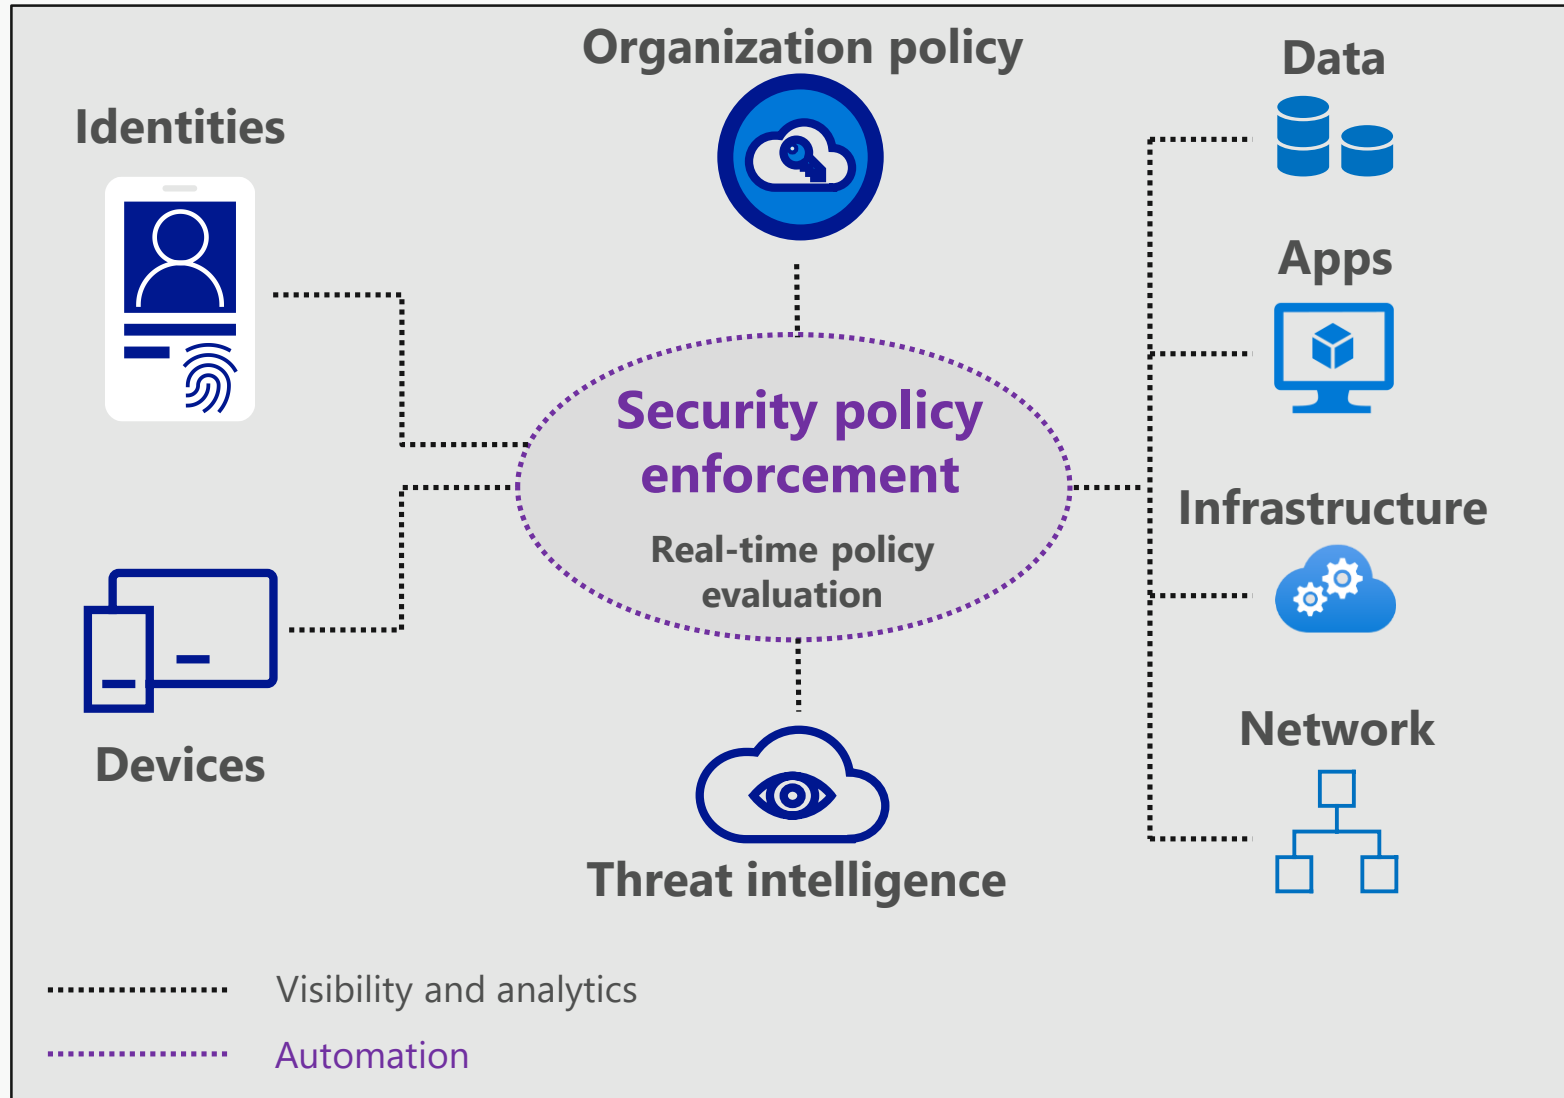 Organization policy
Data
Identities
Apps
Security policy
enforcement
Real-time policy
evaluation
Infrastructure
Network
Devices
Threat intelligence
Visibility and analytics
Automation